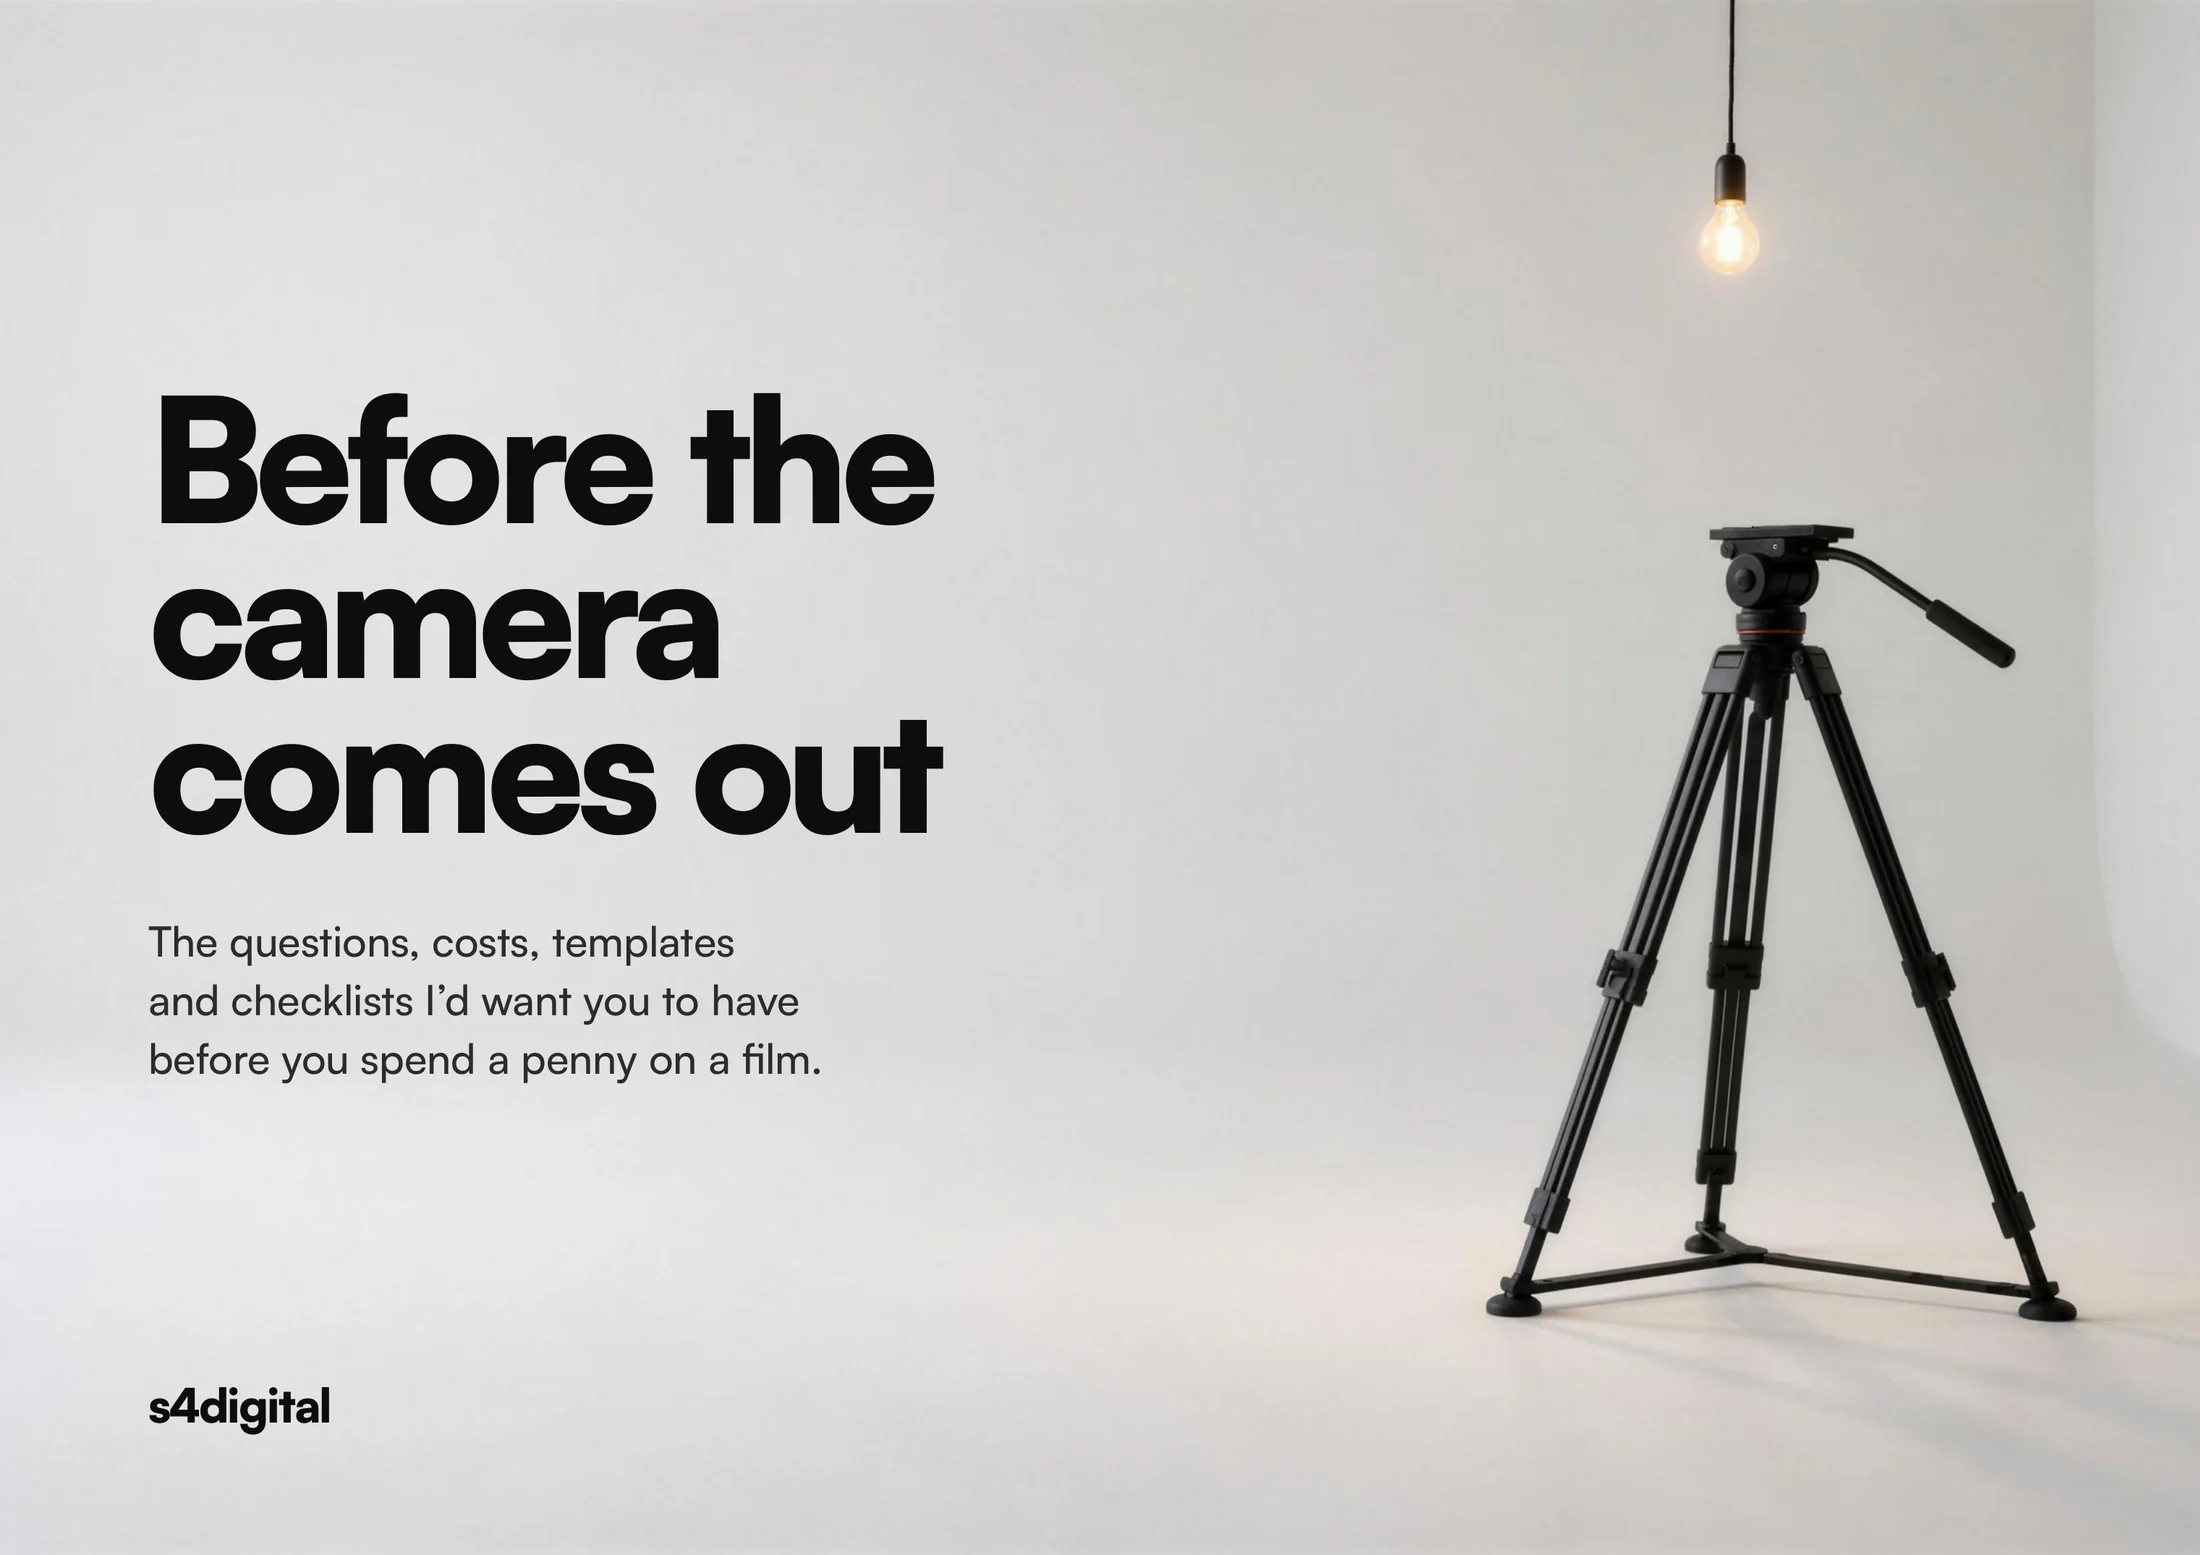 Before the
camera
comes out
The questions, costs, templates
and checklists I’d want you to have
before you spend a penny on a film.
s4digital